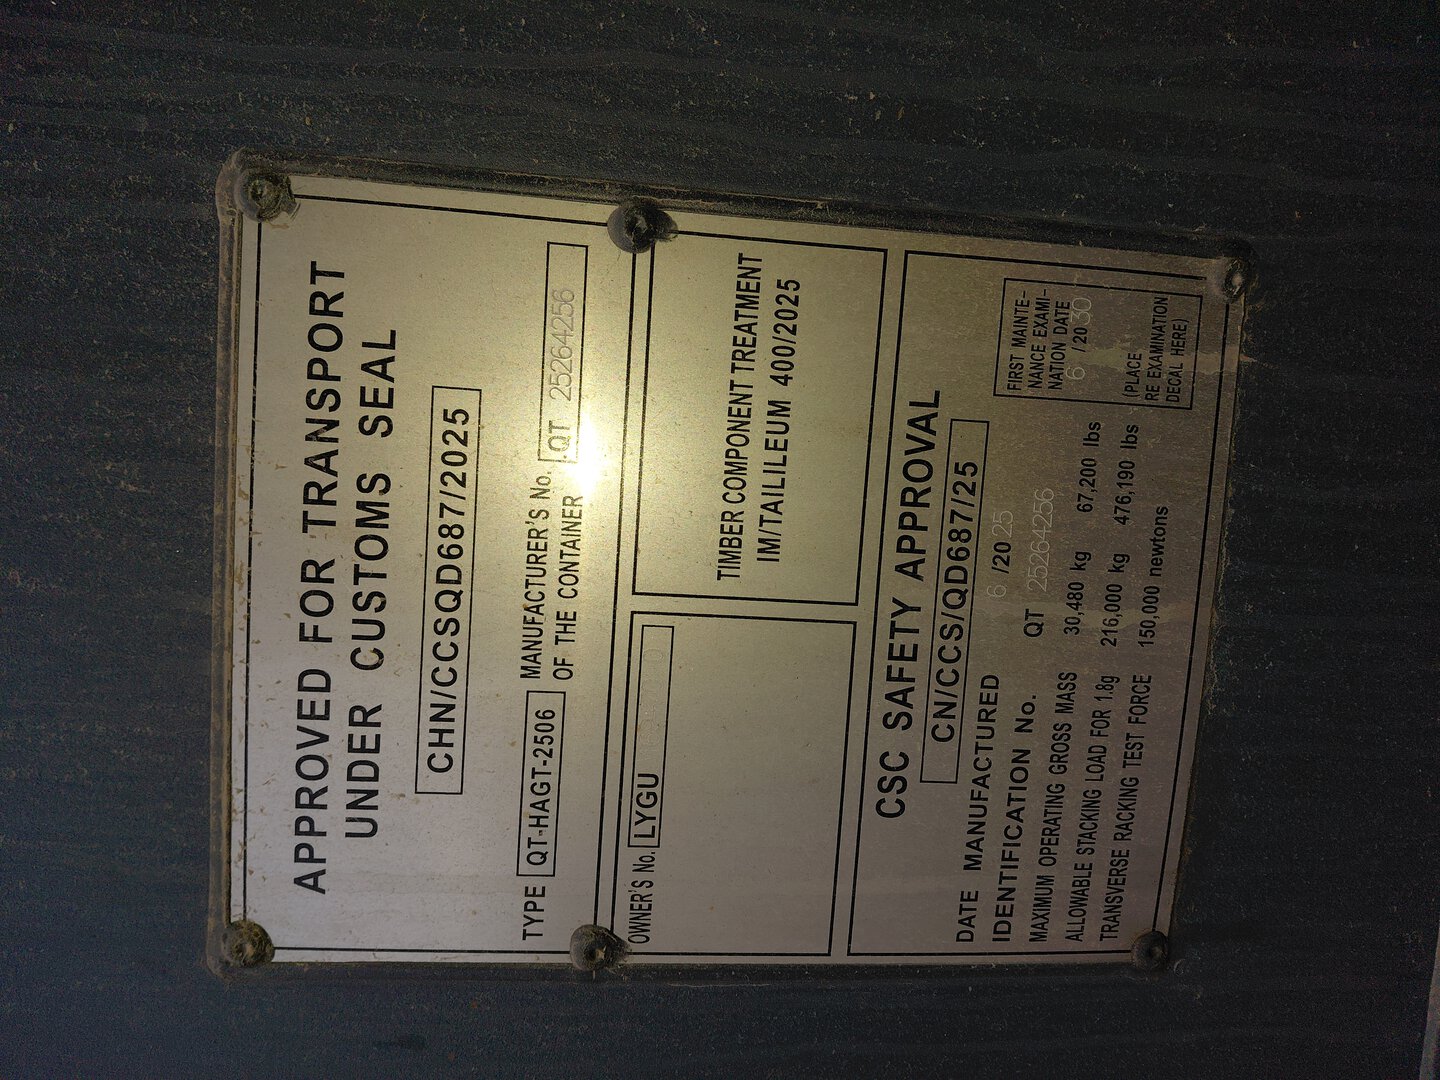 APPROVED FOR TRANSPORT
UNDER CUSTOMS SEAL
CHN/CCSQD687/2025
TYPE QT-HAGT-2506 MANUFACTURER'S No. QT 25264256
OF THE CONTAINER
OWNER'S No. LYGU
TIMBER COMPONENT TREATMENT
IM/TAILILEUM 400/2025
CSC SAFETY APPROVAL
CN/CCS/QD687/25
DATE MANUFACTURED 6 /20 25
IDENTIFICATION No. QT 25264256
MAXIMUM OPERATING GROSS MASS 30,480 kg 67,200 lbs
ALLOWABLE STACKING LOAD FOR 1.8g 216,000 kg 476,190 lbs
TRANSVERSE RACKING TEST FORCE 150,000 newtons
FIRST MAINTE-
NANCE EXAMI-
NATION DATE
6 / 20 30
(PLACE
RE EXAMINATION
DECAL HERE)